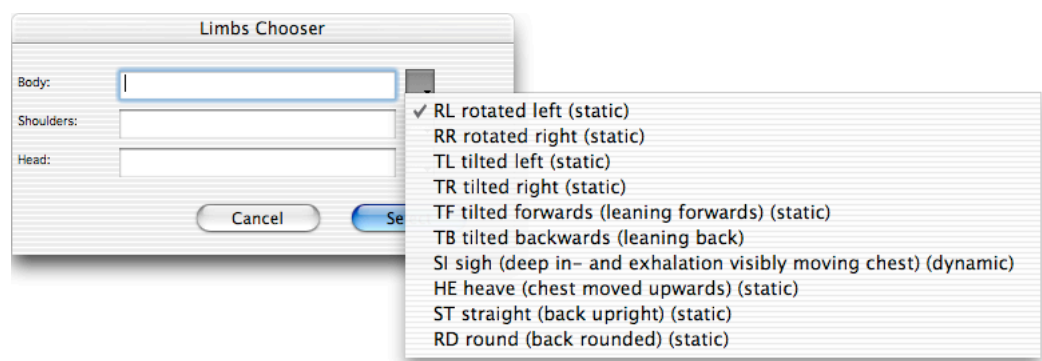 Limbs Chooser
Body:
Shoulders:
Head:
Cancel
Se
✓ RL rotated left (static)
RR rotated right (static)
TL tilted left (static)
TR tilted right (static)
TF tilted forwards (leaning forwards) (static)
TB tilted backwards (leaning back)
SI sigh (deep in– and exhalation visibly moving chest) (dynamic)
HE heave (chest moved upwards) (static)
ST straight (back upright) (static)
RD round (back rounded) (static)